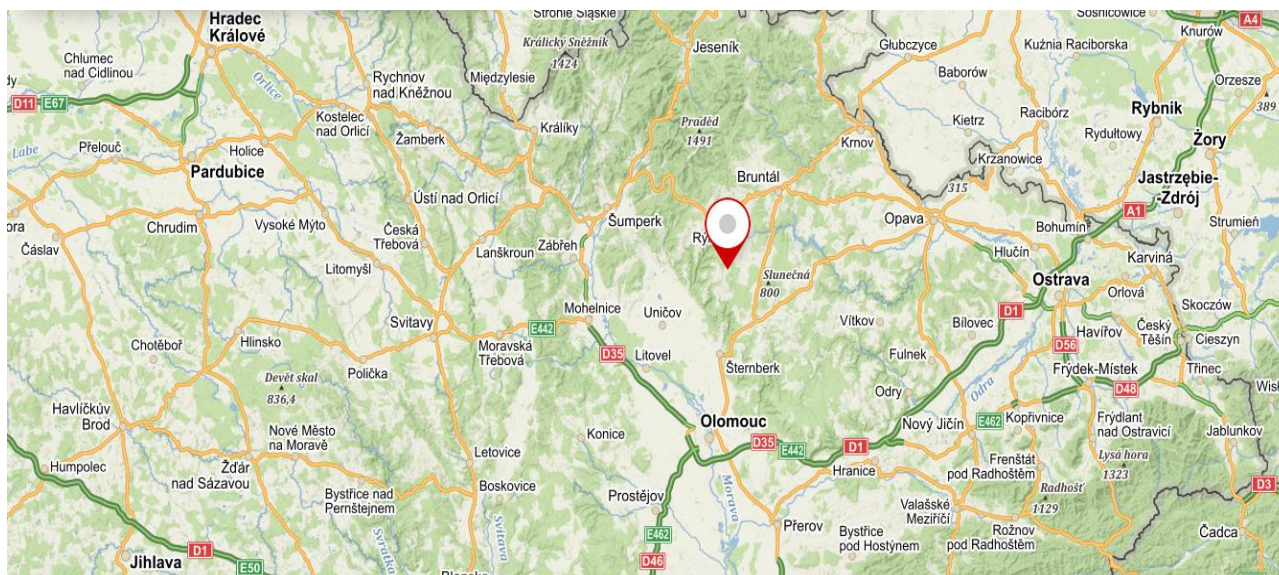 Hradec
Králové
Stronie Śląskie
Sośnicowice
A4
Chlumec
nad Cidlinou
Králický Sněžník
1424
Jeseník
Głubczyce
Kuźnia Raciborska
Knurów
dy
Orlice
Rychnov
nad Kněžnou
Międzylesie
Baborów
Orzesze
D11
E67
Kostelec
nad Orlicí
Praděd
1491
Racibórz
Rybnik
389
Labe
Přelouč
Holice
Žamberk
Králíky
Krnov
Kietrz
Rydułtowy
Żory
Pardubice
Krzanowice
Bruntál
315
Jastrzębie-
-Zdrój
Ústí nad Orlicí
A1
ora
Chrudim
Vysoké Mýto
Česká
Třebová
Šumperk
Opava
Bohumín
Strumień
Čáslav
Lanškroun
Zábřeh
Rý
Hlučín
Karviná
Litomyšl
Slunečná
800
Ostrava
Orlová
Skoczów
Mohelnice
Uničov
D1
Svitavy
E442
Vítkov
Bílovec
Havířov
Český
Těšín
Cieszyn
Chotěboř
Hlinsko
Moravská
Třebová
D35
Litovel
D56
Polička
Šternberk
Fulnek
Frýdek-Místek
Třinec
Devět skal
836,4
Odry
Odra
D48
Havlíčkův
Brod
Olomouc
Nový Jičín
E462
Kopřivnice
Frýdlant
nad Ostravicí
Jablunkov
Nové Město
na Moravě
Konice
D35
E442
D1
Humpolec
Žďár
nad Sázavou
Letovice
Hranice
Frenštát
pod Radhoštěm
Lysá hora
1323
D3
Boskovice
Morava
Radhošť
1129
Bystřice nad
Pernštejnem
Prostějov
Valašské
Meziříčí
Svratka
Svitava
E462
Přerov
Bystřice
pod Hostýnem
Rožnov
pod Radhoštěm
Čadca
D1
Jihlava
E50
D46